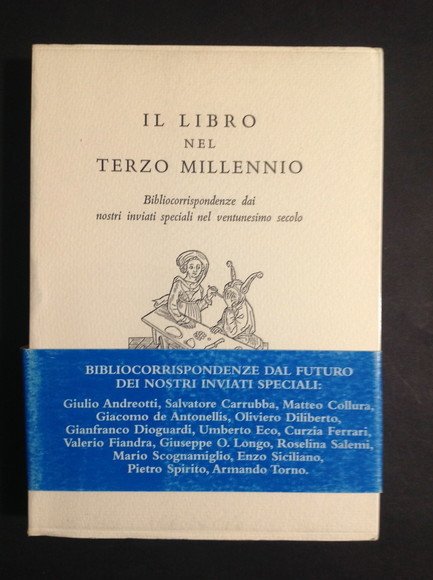 IL LIBRO
NEL
TERZO MILLENNIO
Bibliocorrispondenze dai
nostri inviati speciali nel ventunesimo secolo
BIBLIOCORRISPONDENZE DAL FUTURO
DEI NOSTRI INVIATI SPECIALI:
Giulio Andreotti, Salvatore Carrubba, Matteo Collura,
Giacomo de Antonellis, Oliviero Diliberto,
Gianfranco Dioguardi, Umberto Eco, Curzia Ferrari,
Valerio Fiandra, Giuseppe O. Longo, Roselina Salemi,
Mario Scognamiglio, Enzo Siciliano,
Pietro Spirito, Armando Torno.